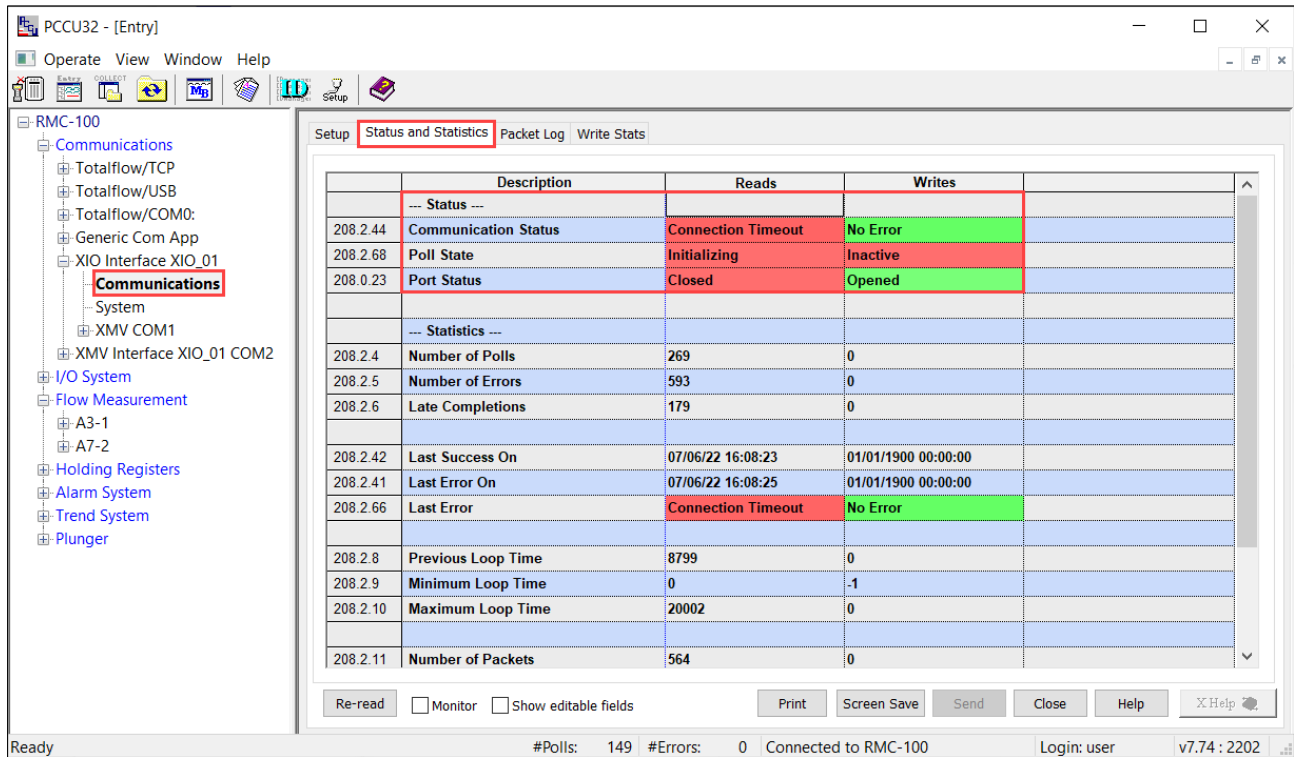 PCCU32 - [Entry]
Operate View Window Help
Entry COLLECT MB ID Setup
RMC-100
Communications
Totalflow/TCP
Totalflow/USB
Totalflow/COM0:
Generic Com App
XIO Interface XIO_01
Communications
System
XMV COM1
XMV Interface XIO_01 COM2
I/O System
Flow Measurement
A3-1
A7-2
Holding Registers
Alarm System
Trend System
Plunger
Setup Status and Statistics Packet Log Write Stats
Description Reads Writes
--- Status ---
208.2.44 Communication Status Connection Timeout No Error
208.2.68 Poll State Initializing Inactive
208.0.23 Port Status Closed Opened
--- Statistics ---
208.2.4 Number of Polls 269 0
208.2.5 Number of Errors 593 0
208.2.6 Late Completions 179 0
208.2.42 Last Success On 07/06/22 16:08:23 01/01/1900 00:00:00
208.2.41 Last Error On 07/06/22 16:08:25 01/01/1900 00:00:00
208.2.66 Last Error Connection Timeout No Error
208.2.8 Previous Loop Time 8799 0
208.2.9 Minimum Loop Time 0 -1
208.2.10 Maximum Loop Time 20002 0
208.2.11 Number of Packets 564 0
Re-read Monitor Show editable fields Print Screen Save Send Close Help X Help
Ready #Polls: 149 #Errors: 0 Connected to RMC-100 Login: user v7.74 : 2202